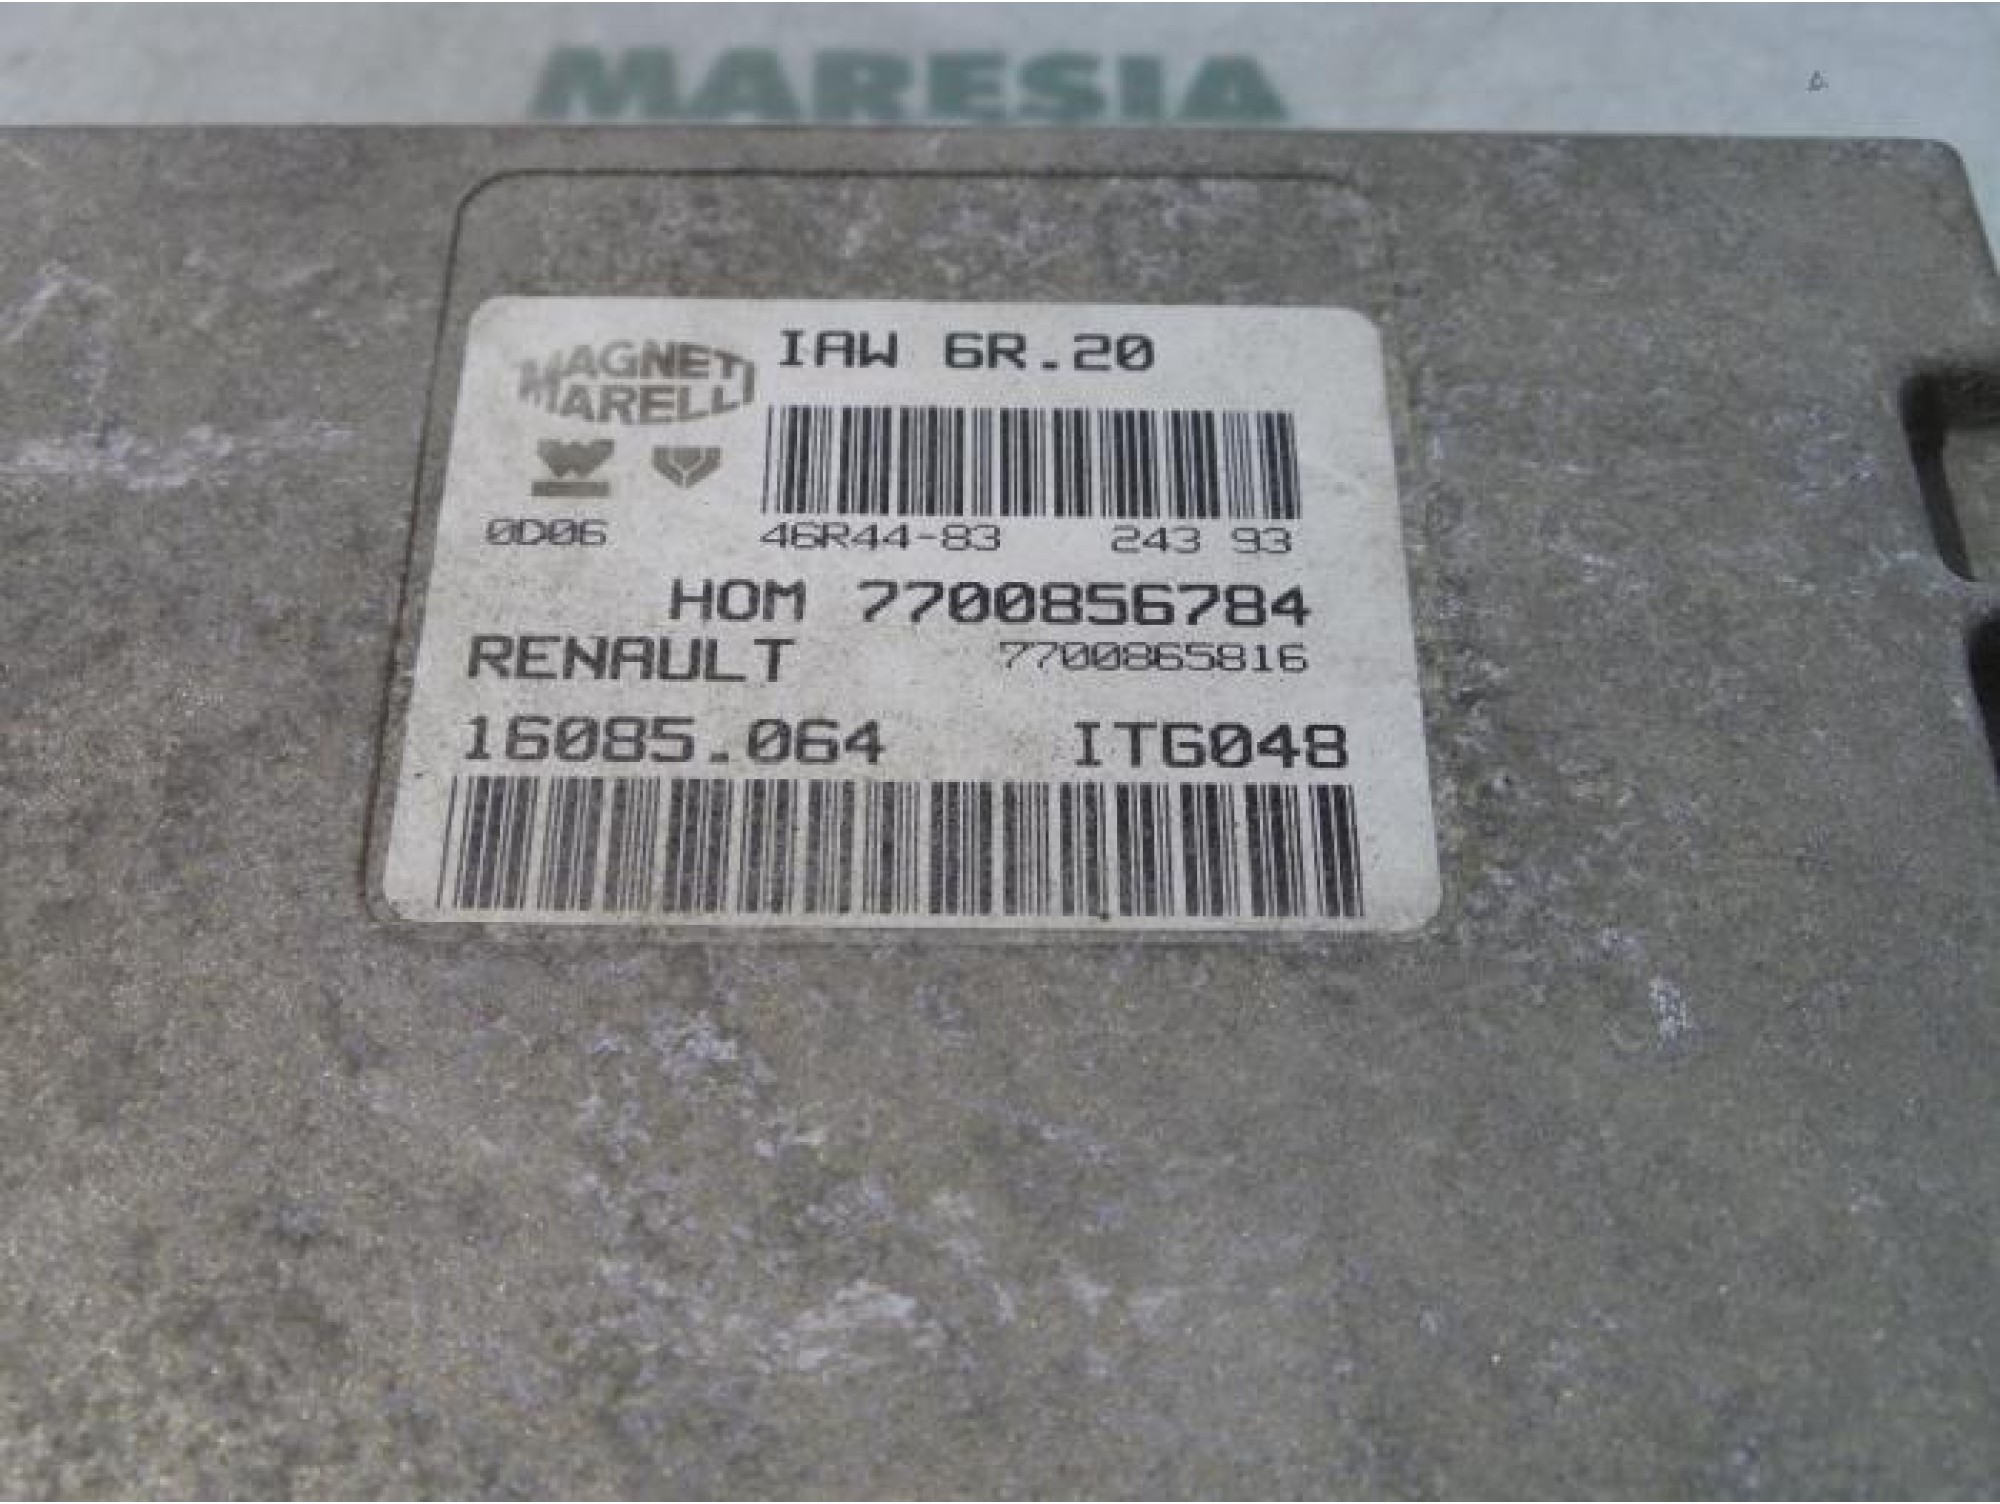 MARESIA
MAGNETI MARELLI
IAW 6R.20
0D06 46R44-83 243 93
HOM 7700856784
RENAULT 7700865816
16085.064 ITG048